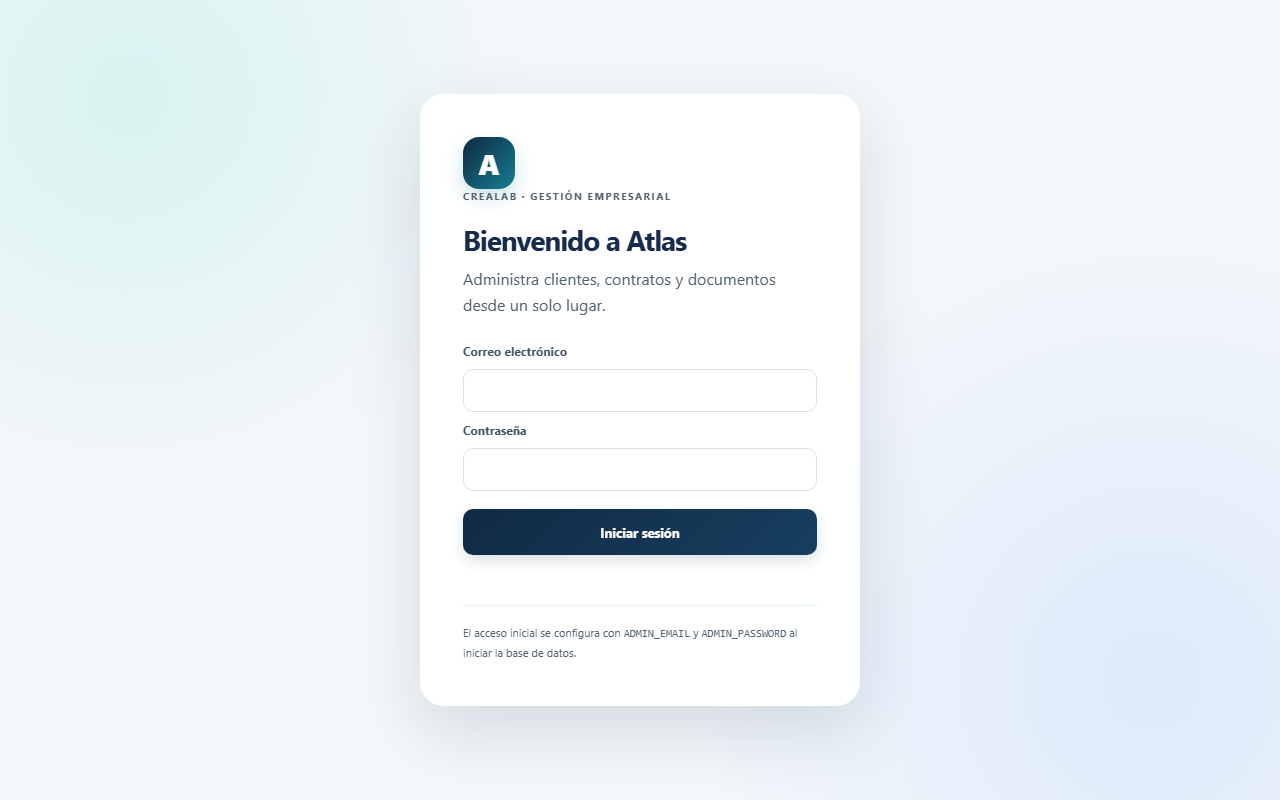 A
CREALAB · GESTIÓN EMPRESARIAL
Bienvenido a Atlas
Administra clientes, contratos y documentos
desde un solo lugar.
Correo electrónico
Contraseña
Iniciar sesión
El acceso inicial se configura con ADMIN_EMAIL y ADMIN_PASSWORD al
iniciar la base de datos.